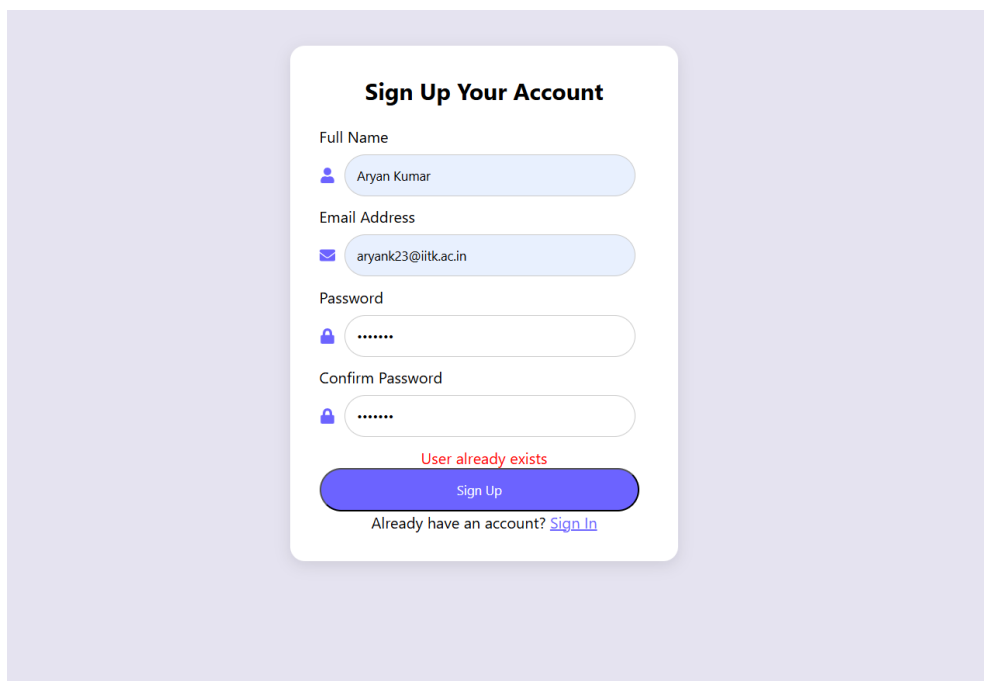 Sign Up Your Account
Full Name
Aryan Kumar
Email Address
aryank23@iitk.ac.in
Password
•••••••
Confirm Password
•••••••
User already exists
Sign Up
Already have an account? Sign In